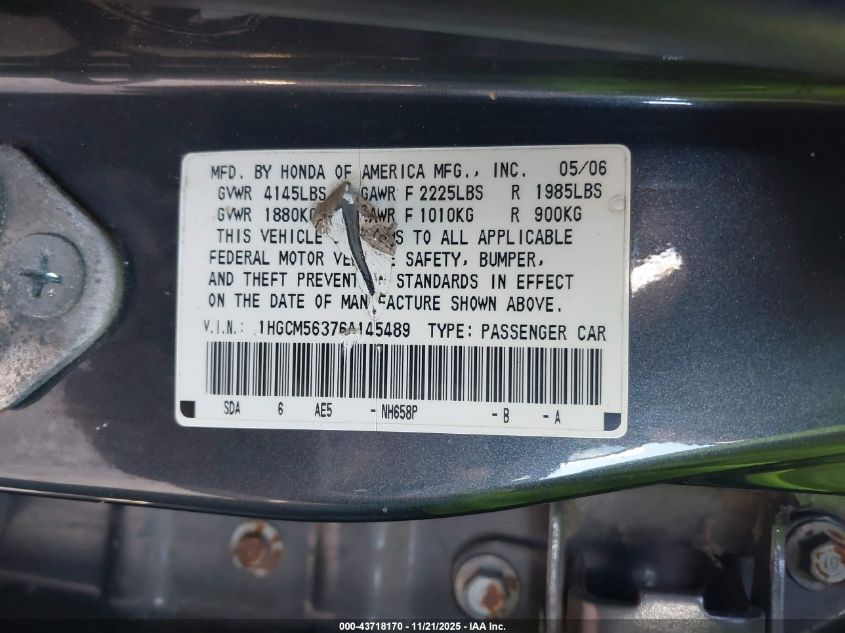 MFD. BY HONDA OF AMERICA MFG., INC. 05/06
GVWR 4145LBS GAWR F 2225LBS R 1985LBS
GVWR 1880KG AWR F 1010KG R 900KG
THIS VEHICLE S TO ALL APPLICABLE
FEDERAL MOTOR VE E SAFETY, BUMPER,
AND THEFT PREVENT STANDARDS IN EFFECT
ON THE DATE OF MAN FACTURE SHOWN ABOVE.
V.I.N.: 1HGCM56376A145489 TYPE: PASSENGER CAR
SDA 6 AE5 - NH658P - B - A
000-43718170 - 11/21/2025 - IAA Inc.